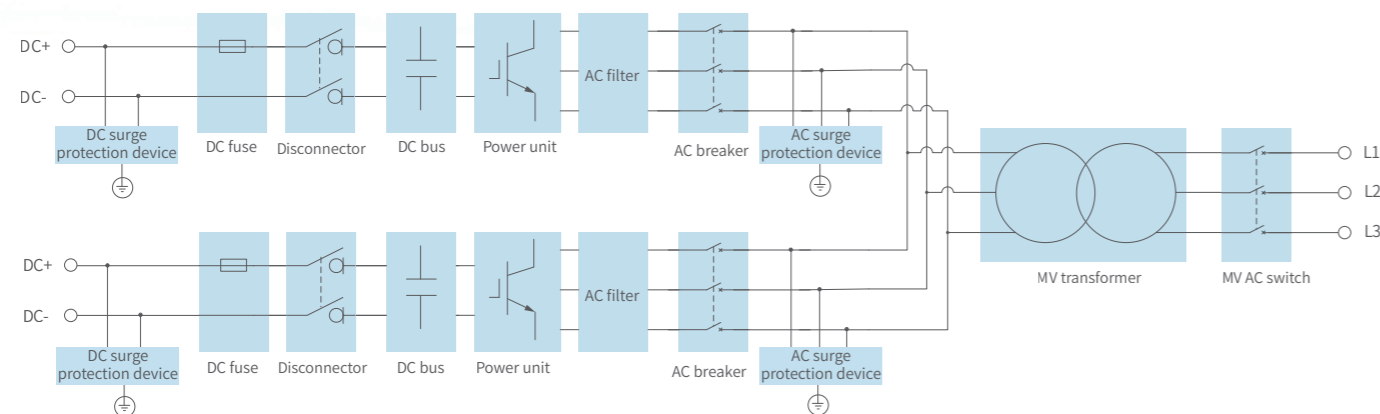 DC+
DC-
DC surge
protection device
DC fuse
Disconnector
DC bus
Power unit
AC filter
AC breaker
AC surge
protection device
L1
L2
L3
MV transformer
MV AC switch
DC+
DC-
DC surge
protection device
DC fuse
Disconnector
DC bus
Power unit
AC filter
AC breaker
AC surge
protection device